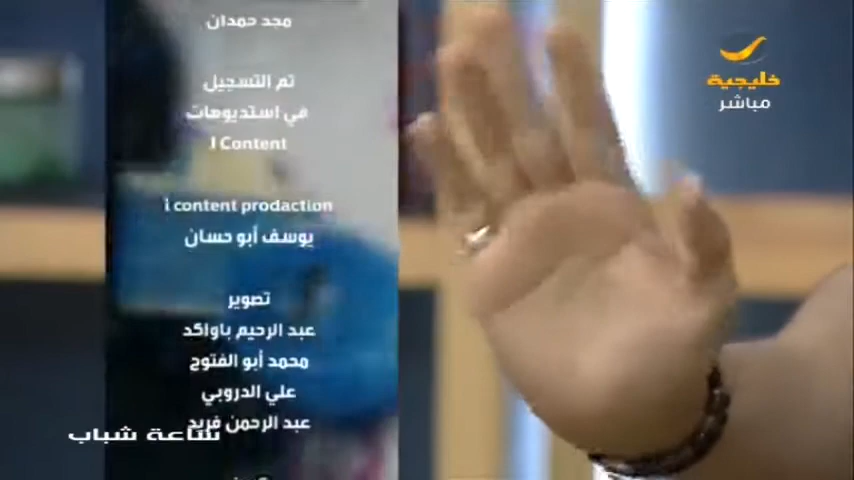 مجد حمدان
تم التسجيل
في استديوهات
I Content
i content prodaction
يوسف أبو حسان
تصوير
عبد الرحيم باواكد
محمد أبو الفتوح
علي الدروبي
عبد الرحمن فريد
ساعة شباب
خليجية
مباشر